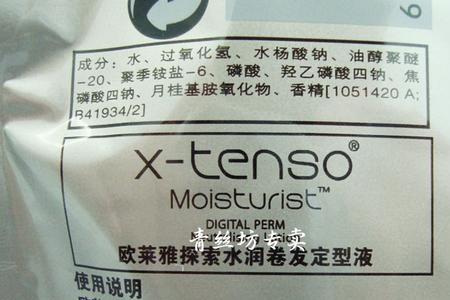 6
成分：水、过氧化氢、水杨酸钠、油醇聚醚
-20、聚季铵盐-6、磷酸、羟乙磷酸四钠、焦
磷酸四钠、月桂基胺氧化物、香精[1051420 A;
B41934/2]
x-tenso®
Moisturist™
DIGITAL PERM
青丝坊专卖
欧莱雅探索水润卷发定型液
使用说明